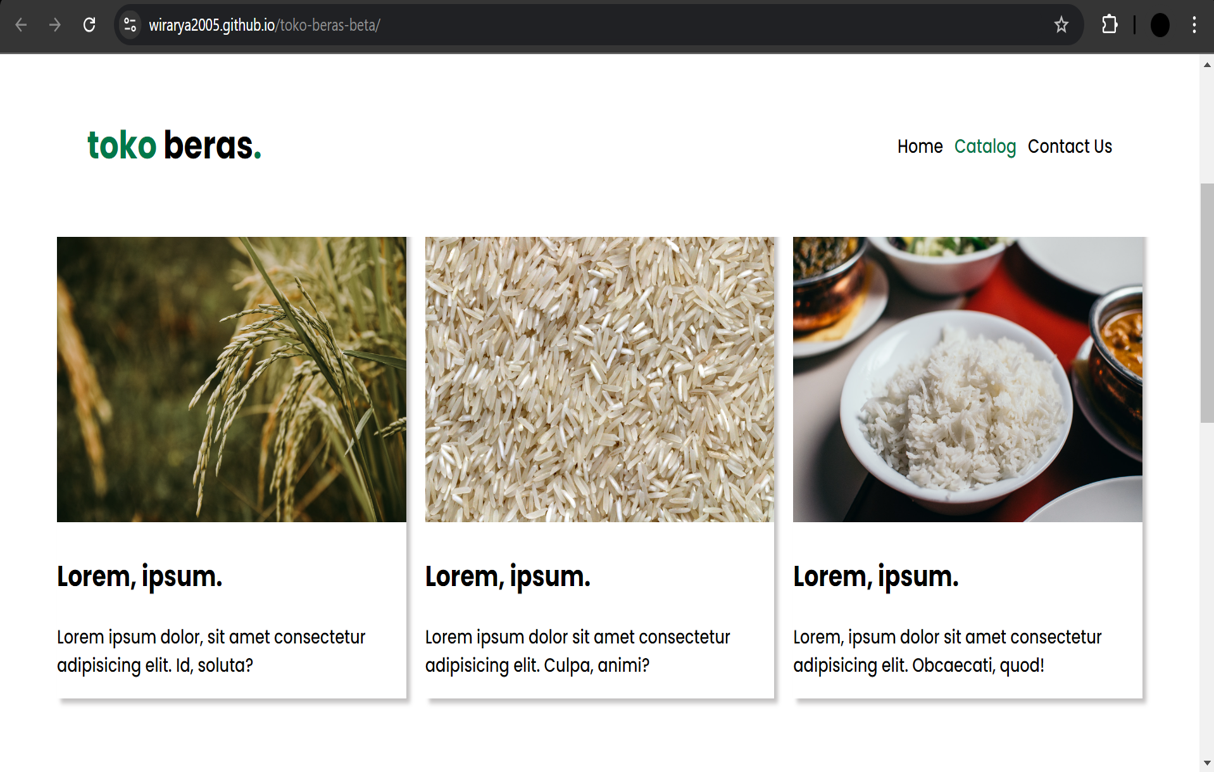 wirarya2005.github.io/toko-beras-beta/
toko beras.
Home Catalog Contact Us
Lorem, ipsum.
Lorem ipsum dolor, sit amet consectetur
adipisicing elit. Id, soluta?
Lorem, ipsum.
Lorem ipsum dolor sit amet consectetur
adipisicing elit. Culpa, animi?
Lorem, ipsum.
Lorem, ipsum dolor sit amet consectetur
adipisicing elit. Obcaecati, quod!